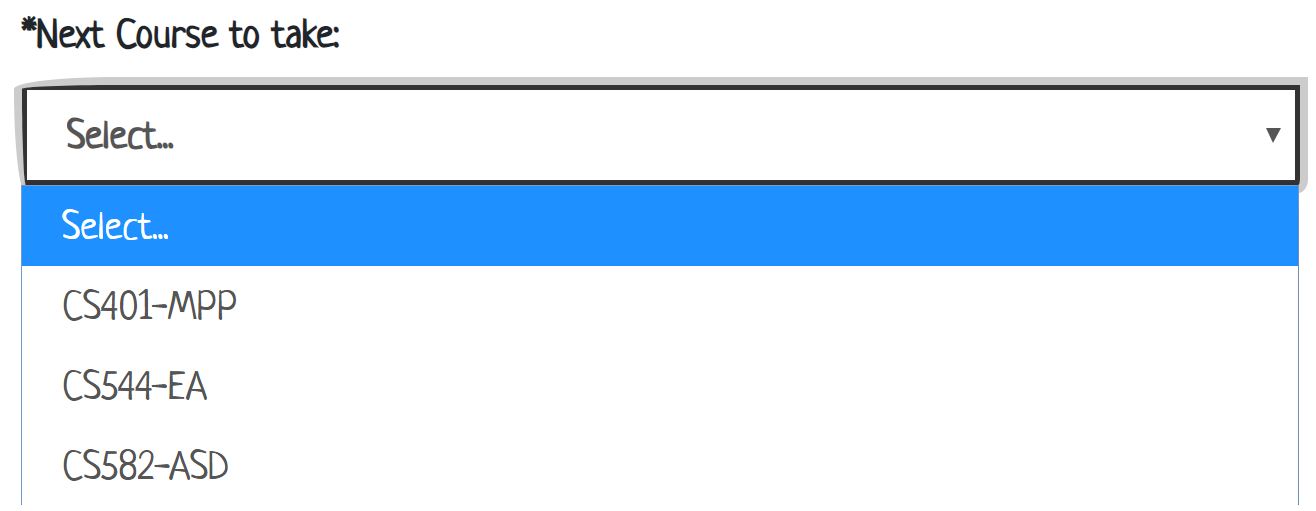 *Next Course to take:
Select...
Select...
CS401-MPP
CS544-EA
CS582-ASD